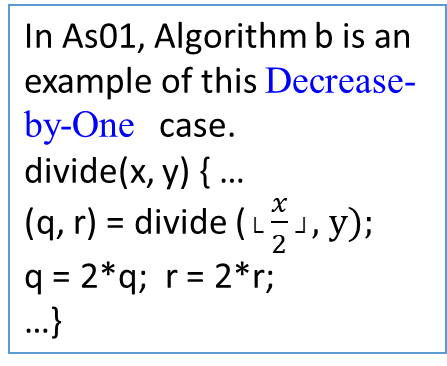 In As01, Algorithm b is an
example of this Decrease-
by-One case.
divide(x, y) { …
(q, r) = divide (⌞x/2⌟, y);
q = 2*q; r = 2*r;
…}